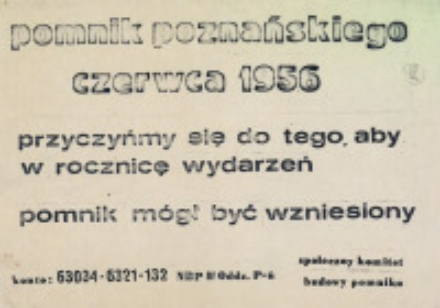 pomnik poznańskiego
czerwca 1956
przyczyńmy się do tego, aby
w rocznicę wydarzeń
pomnik mógł być wzniesiony
społeczny komitet
konto: 63034-6321-132 NBP II Oddz. P-ń
budowy pomnika